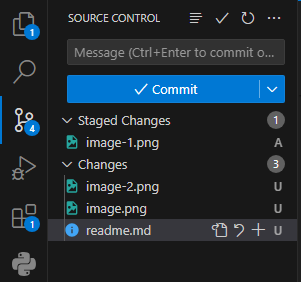 SOURCE CONTROL
1
Message (Ctrl+Enter to commit o...
Commit
Staged Changes 1
4
image-1.png A
Changes 3
image-2.png U
1
image.png U
readme.md U